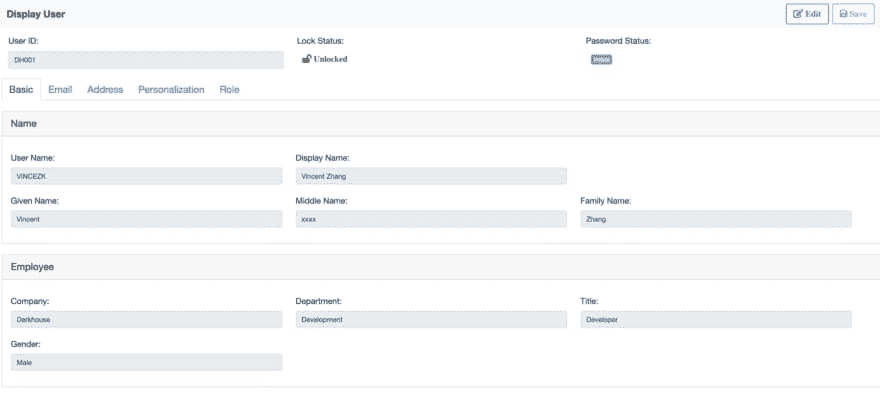 Display User
Edit Save
User ID: Lock Status: Password Status:
DH001 Unlocked
Basic Email Address Personalization Role
Name
User Name: Display Name:
VINCEZK Vincent Zhang
Given Name: Middle Name: Family Name:
Vincent xxxx Zhang
Employee
Company: Department: Title:
Darkhouse Development Developer
Gender:
Male